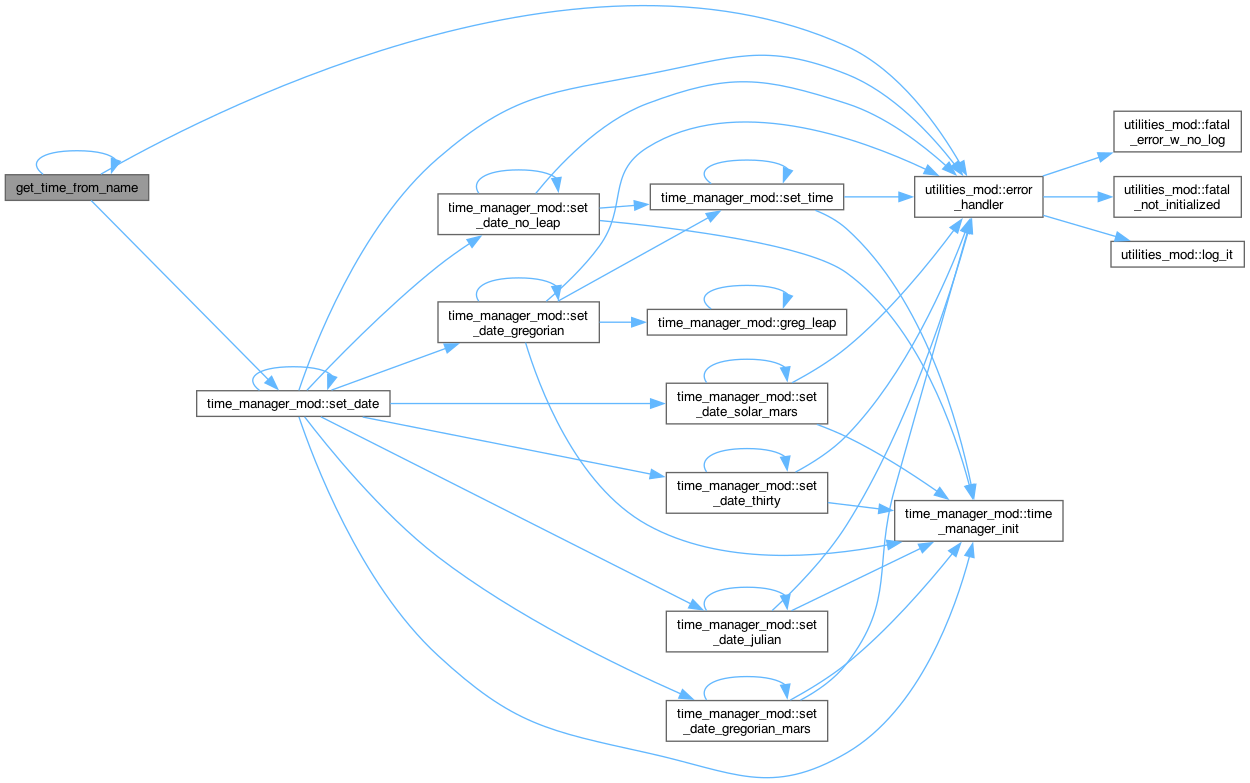 get_time_from_name
time_manager_mod::set_date
time_manager_mod::set
_date_no_leap
time_manager_mod::set
_date_gregorian
time_manager_mod::set_time
time_manager_mod::greg_leap
time_manager_mod::set
_date_solar_mars
time_manager_mod::set
_date_thirty
time_manager_mod::set
_date_julian
time_manager_mod::set
_date_gregorian_mars
utilities_mod::error
_handler
time_manager_mod::time
_manager_init
utilities_mod::fatal
_error_w_no_log
utilities_mod::fatal
_not_initialized
utilities_mod::log_it